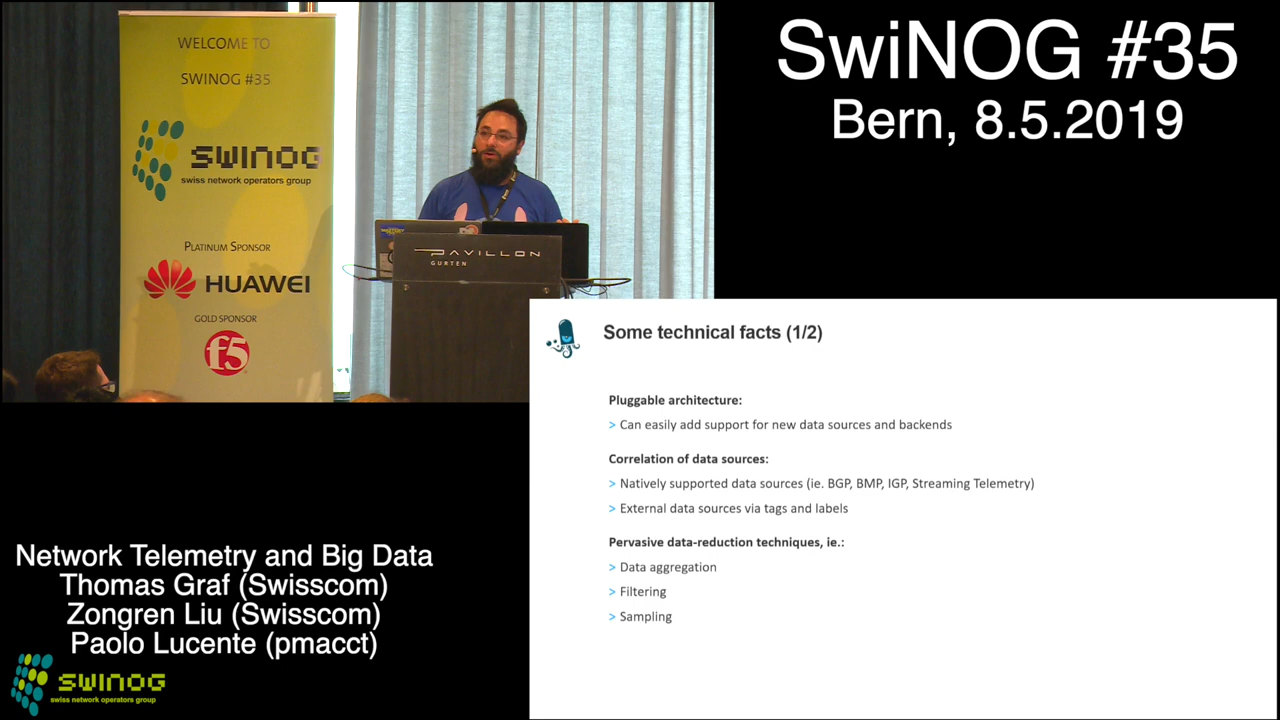 WELCOME TO
SWINOG #35
SWINOG
swiss network operators group
PLATINUM SPONSOR
HUAWEI
GOLD SPONSOR
f5
PAVILLON
GURTEN
SwiNOG #35
Bern, 8.5.2019
Some technical facts (1/2)
Pluggable architecture:
> Can easily add support for new data sources and backends
Correlation of data sources:
> Natively supported data sources (ie. BGP, BMP, IGP, Streaming Telemetry)
> External data sources via tags and labels
Pervasive data-reduction techniques, ie.:
> Data aggregation
> Filtering
> Sampling
Network Telemetry and Big Data
Thomas Graf (Swisscom)
Zongren Liu (Swisscom)
Paolo Lucente (pmacct)
SWINOG
swiss network operators group